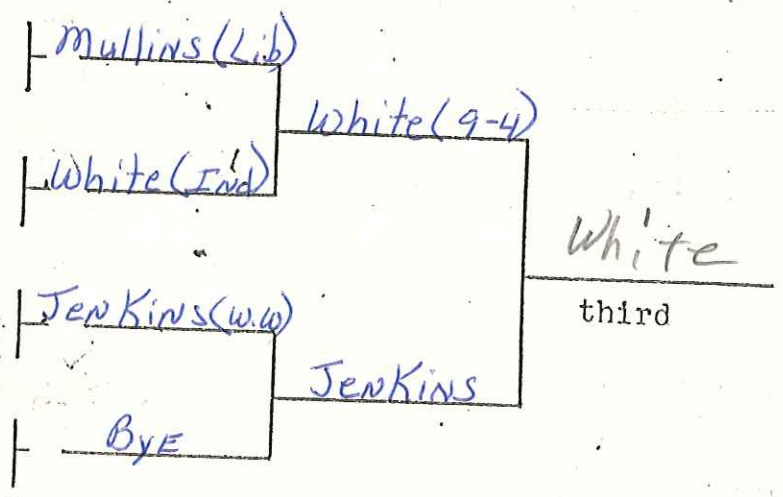 Mullins (Lib)
White (9-4)
White (Ind)
White
third
Jenkins (W.W)
Jenkins
Bye